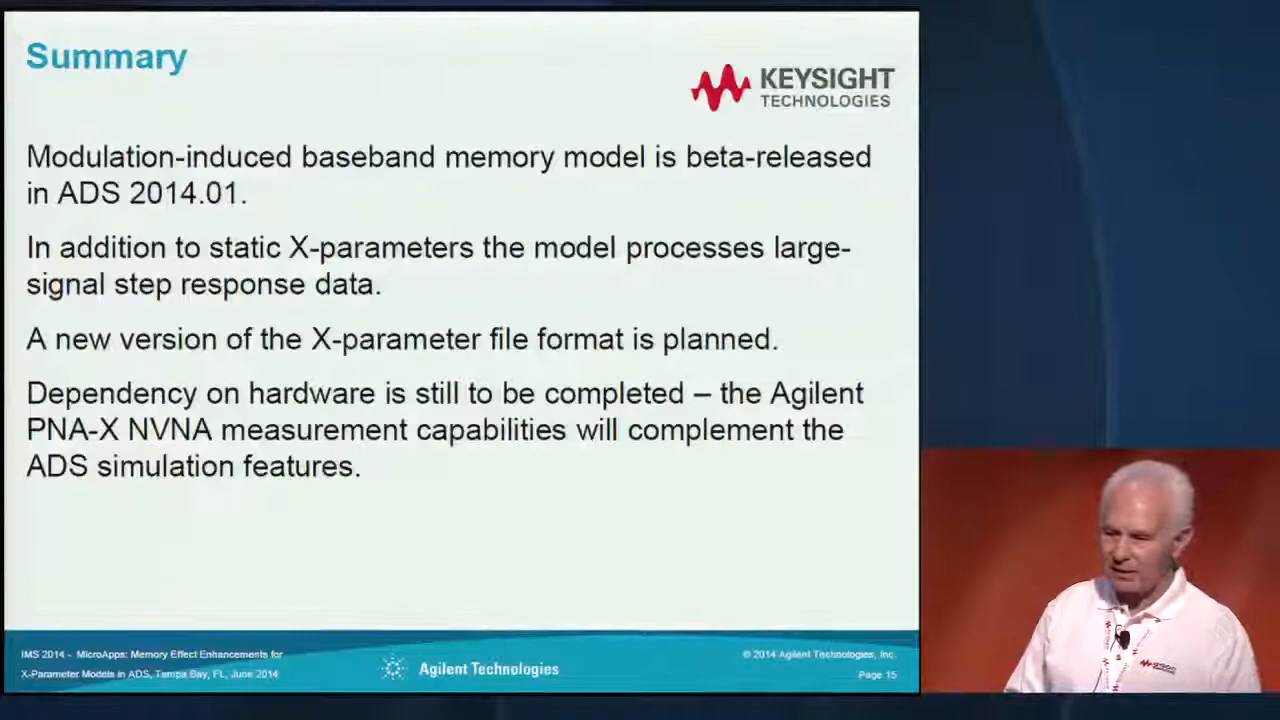 Summary
KEYSIGHT
TECHNOLOGIES
Modulation-induced baseband memory model is beta-released
in ADS 2014.01.
In addition to static X-parameters the model processes large-
signal step response data.
A new version of the X-parameter file format is planned.
Dependency on hardware is still to be completed – the Agilent
PNA-X NVNA measurement capabilities will complement the
ADS simulation features.
IMS 2014 - MicroApps: Memory Effect Enhancements for
X-Parameter Models in ADS, Tampa Bay, FL, June 2014
Agilent Technologies
© 2014 Agilent Technologies, Inc.
Page 15